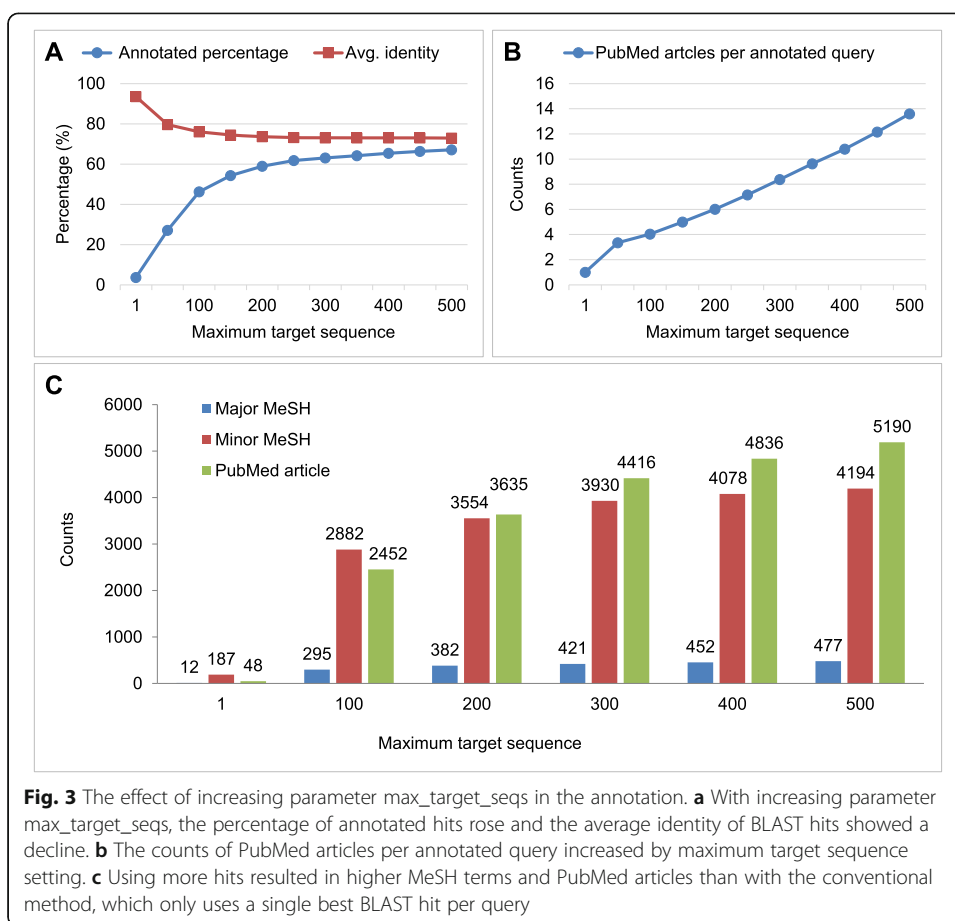 A
Annotated percentage
Avg. identity
100
80
60
40
20
0
Percentage (%)
1 100 200 300 400 500
Maximum target sequence
B
PubMed artcles per annotated query
16
14
12
10
8
6
4
2
0
Counts
1 100 200 300 400 500
Maximum target sequence
C
Major MeSH
Minor MeSH
PubMed article
6000
5000
4000
3000
2000
1000
0
Counts
12 187 48
295 2882 2452
382 3554 3635
421 3930 4416
452 4078 4836
477 4194 5190
1 100 200 300 400 500
Maximum target sequence
Fig. 3 The effect of increasing parameter max_target_seqs in the annotation. a With increasing parameter
max_target_seqs, the percentage of annotated hits rose and the average identity of BLAST hits showed a
decline. b The counts of PubMed articles per annotated query increased by maximum target sequence
setting. c Using more hits resulted in higher MeSH terms and PubMed articles than with the conventional
method, which only uses a single best BLAST hit per query